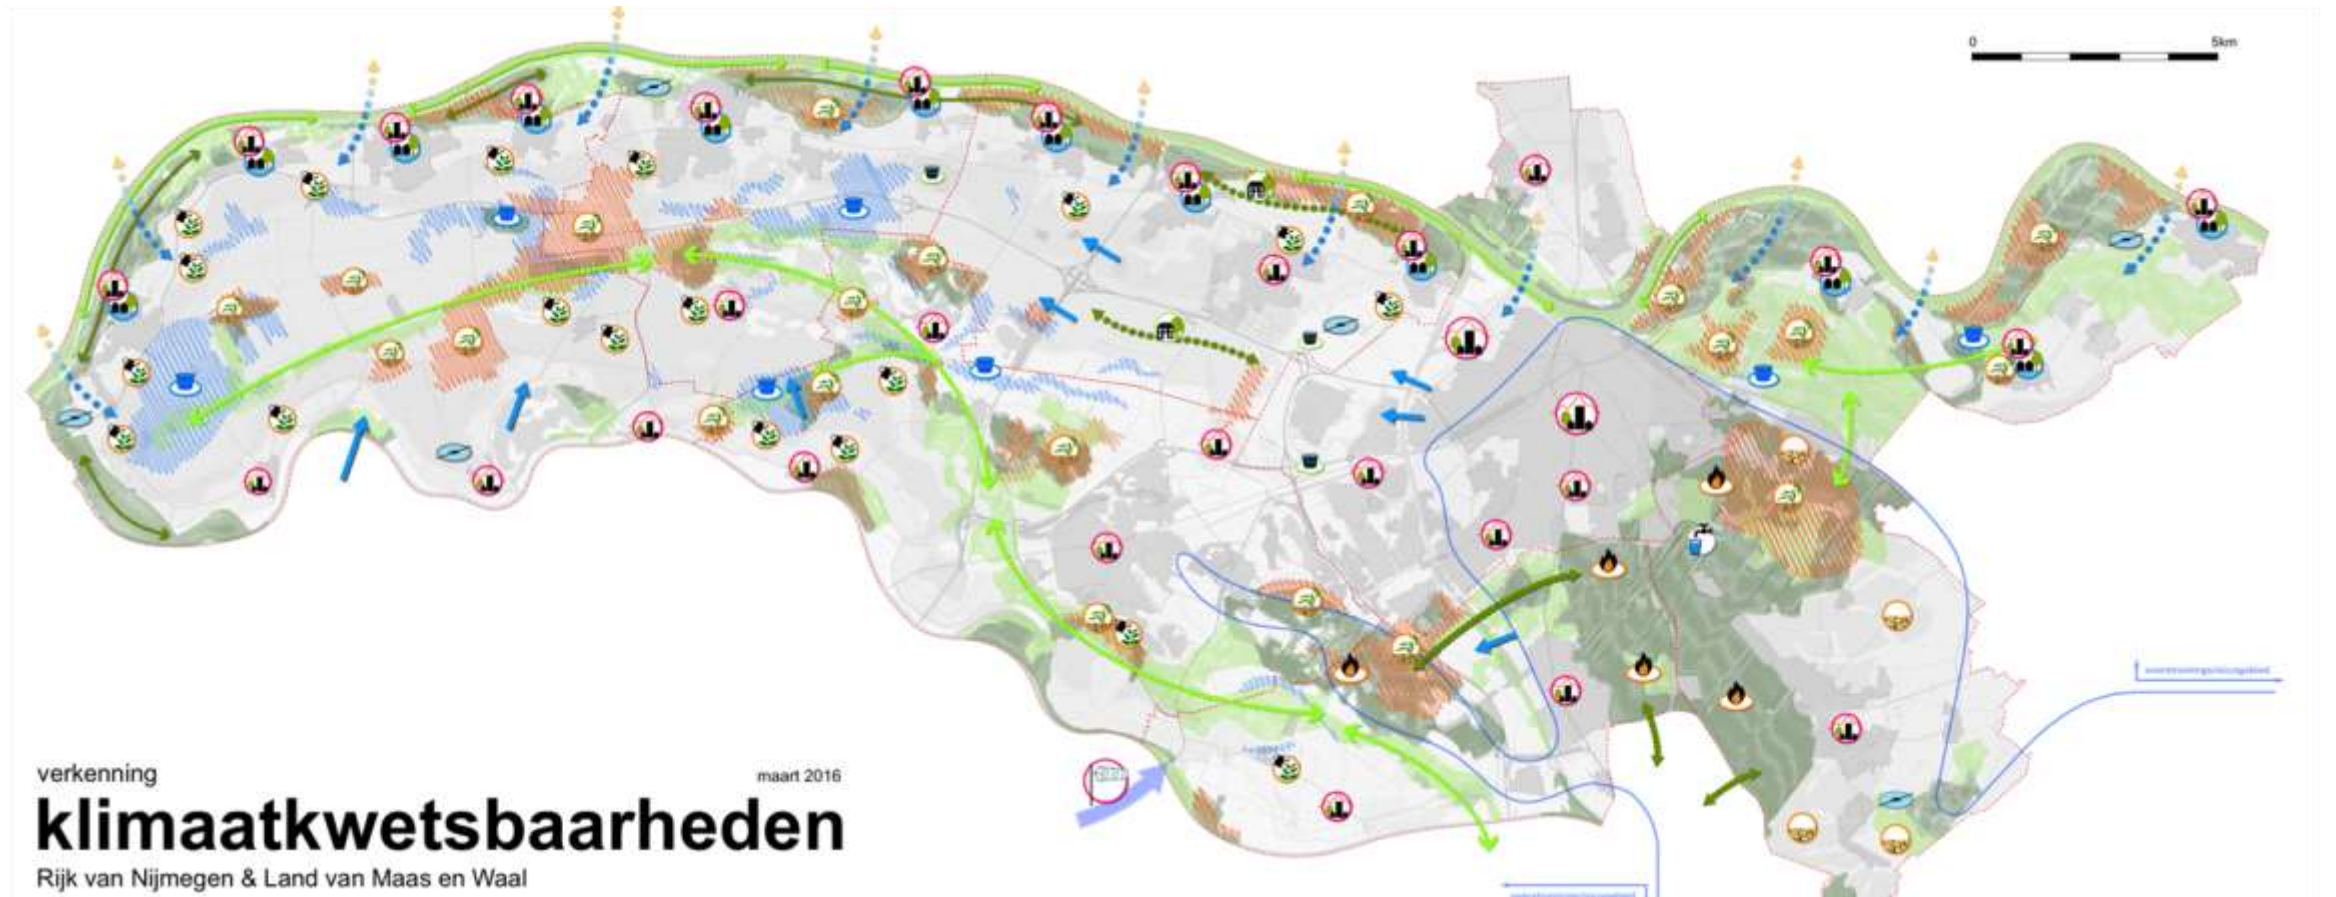 0 5km
verkenning
maart 2016
klimaatkwetsbaarheden
Rijk van Nijmegen & Land van Maas en Waal